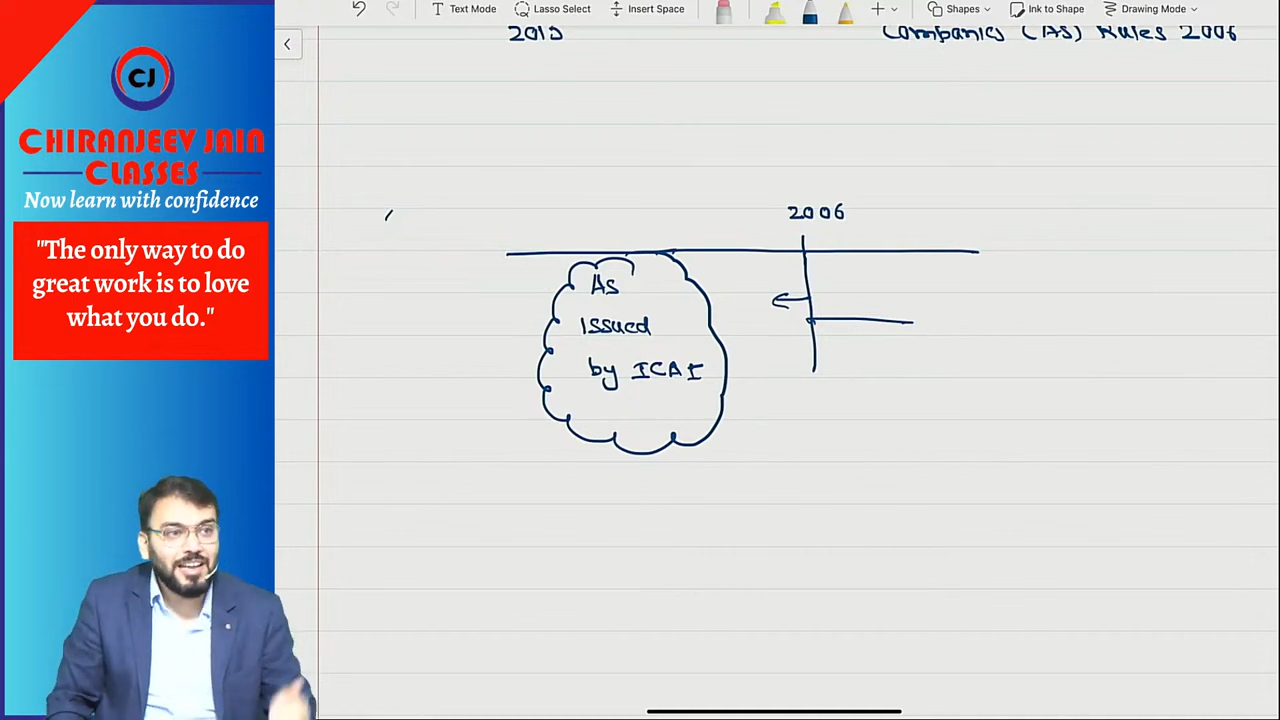 Text Mode
Lasso Select
Insert Space
Shapes
Ink to Shape
Drawing Mode
2015
Companies (AS) Rules 2006
CJ
CHIRANJEEV JAIN
CLASSES
Now learn with confidence
"The only way to do
great work is to love
what you do."
2006
As
issued
by ICAI